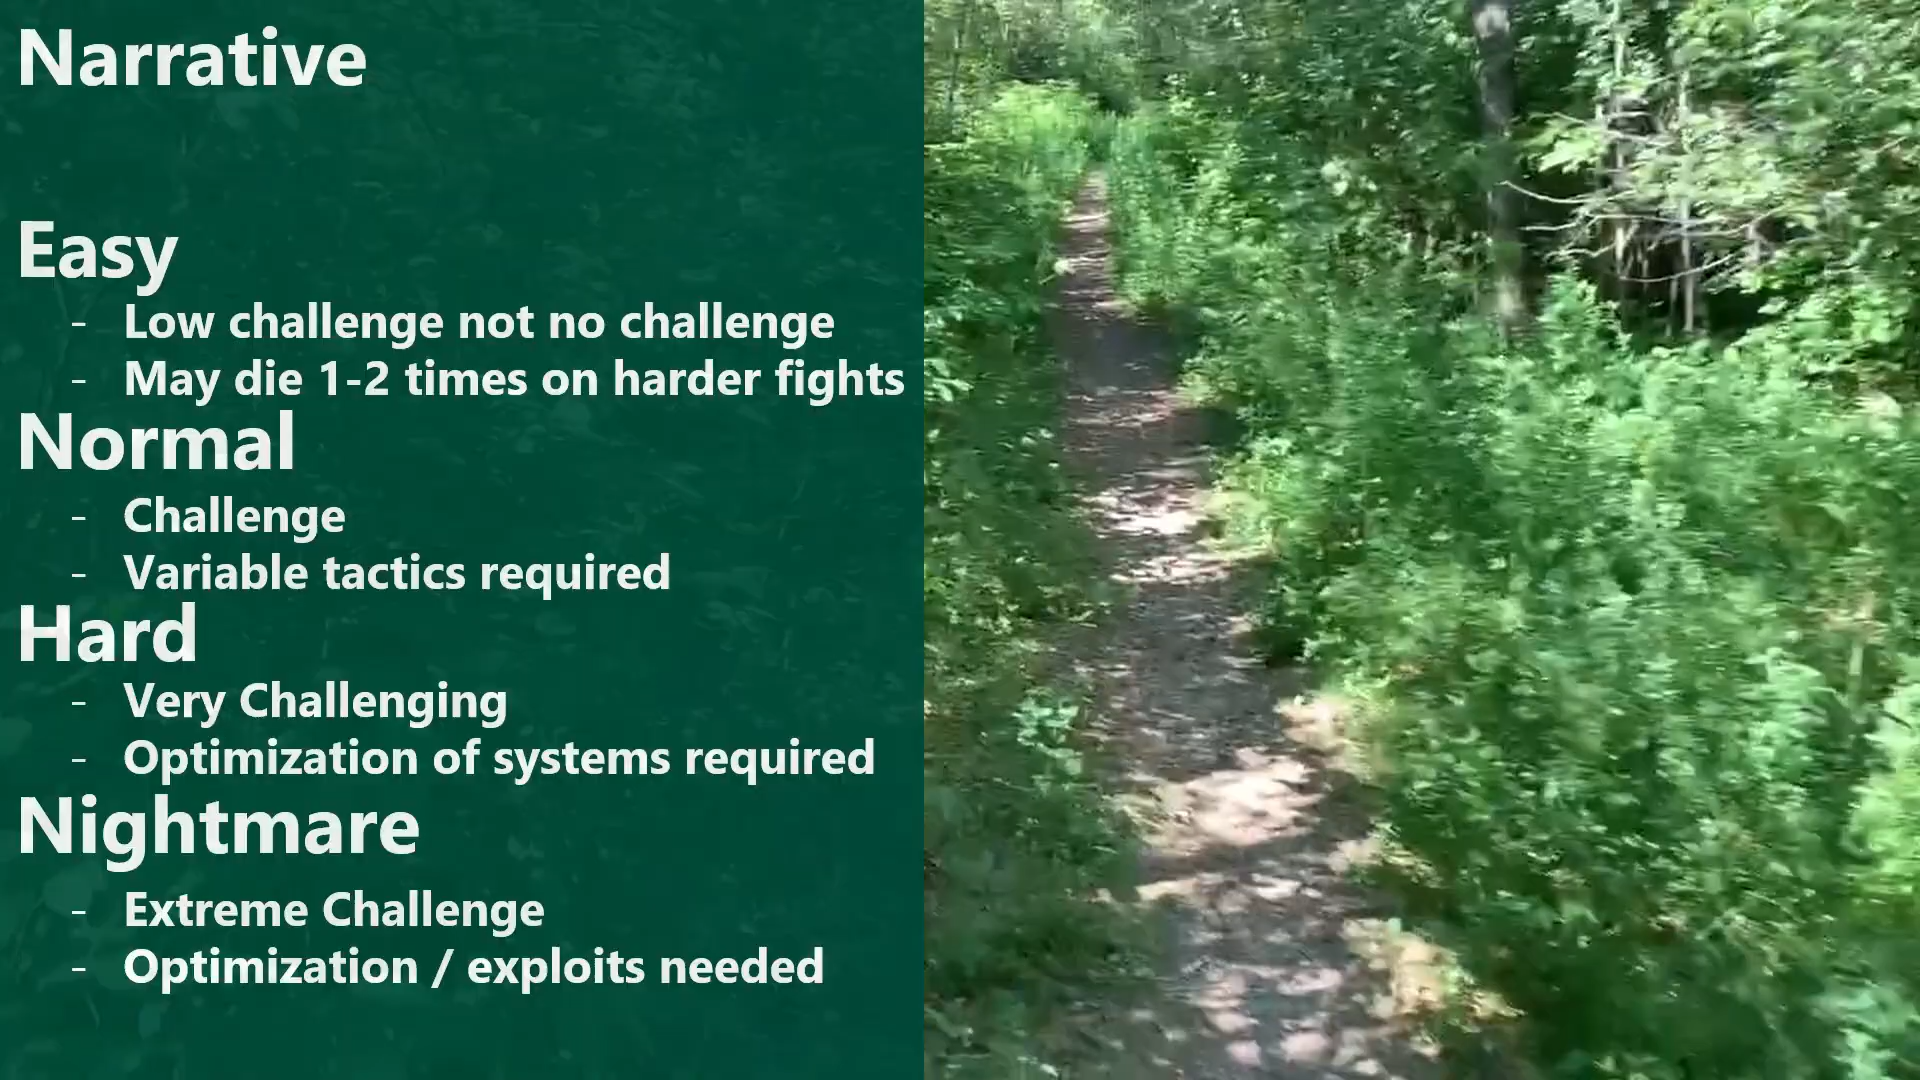 Narrative
Easy
- Low challenge not no challenge
- May die 1-2 times on harder fights
Normal
- Challenge
- Variable tactics required
Hard
- Very Challenging
- Optimization of systems required
Nightmare
- Extreme Challenge
- Optimization / exploits needed